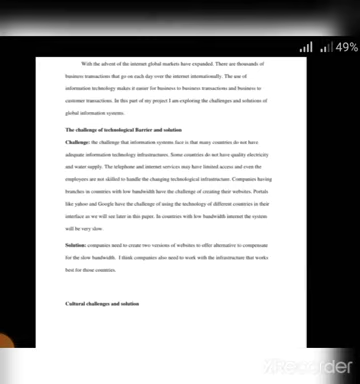 49%
With the advent of the internet global markets have expanded. There are thousands of
business transactions that go on each day over the internet internationally. The use of
information technology makes it easier for business to business transactions and business to
customer transactions. In this part of my project I am exploring the challenges and solutions of
global information systems.
The challenge of technological Barrier and solution
Challenge: the challenge that information systems face is that many countries do not have
adequate information technology infrastructures. Some countries do not have quality electricity
and water supply. The telephone and internet services may have limited access and even the
employees are not skilled to handle the changing technological infrastructure. Companies having
branches in countries with low bandwidth have the challenge of creating their websites. Portals
like yahoo and Google have the challenge of using the technology of different countries in their
interface as we will see later in this paper. In countries with low bandwidth internet the system
will be very slow.
Solution: companies need to create two versions of websites to offer alternative to compensate
for the slow bandwidth. I think companies also need to work with the infrastructure that works
best for those countries.
Cultural challenges and solution
XRecorder